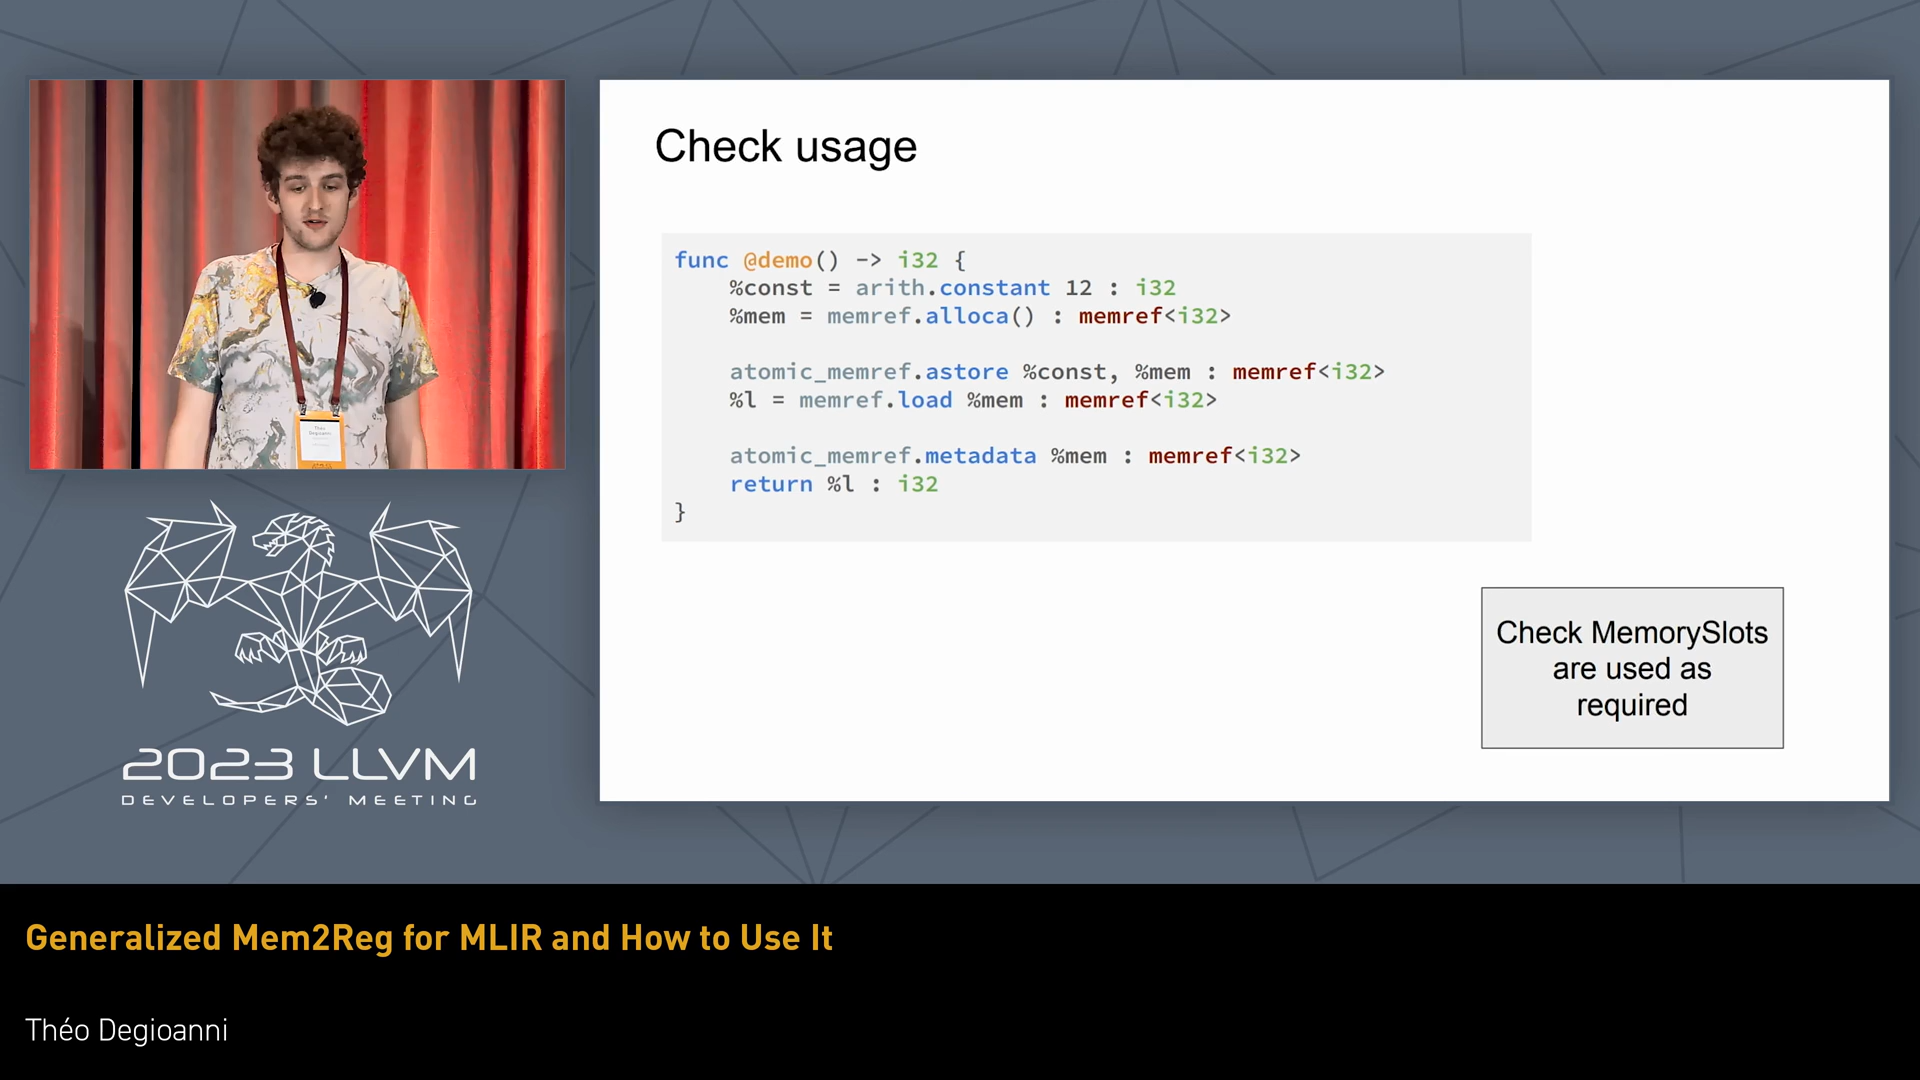 Check usage
func @demo() -> i32 {
%const = arith.constant 12 : i32
%mem = memref.alloca() : memref<i32>
atomic_memref.astore %const, %mem : memref<i32>
%l = memref.load %mem : memref<i32>
atomic_memref.metadata %mem : memref<i32>
return %l : i32
}
Check MemorySlots
are used as
required
Théo
Degioanni
2023 LLVM
DEVELOPERS' MEETING
Generalized Mem2Reg for MLIR and How to Use It
Théo Degioanni